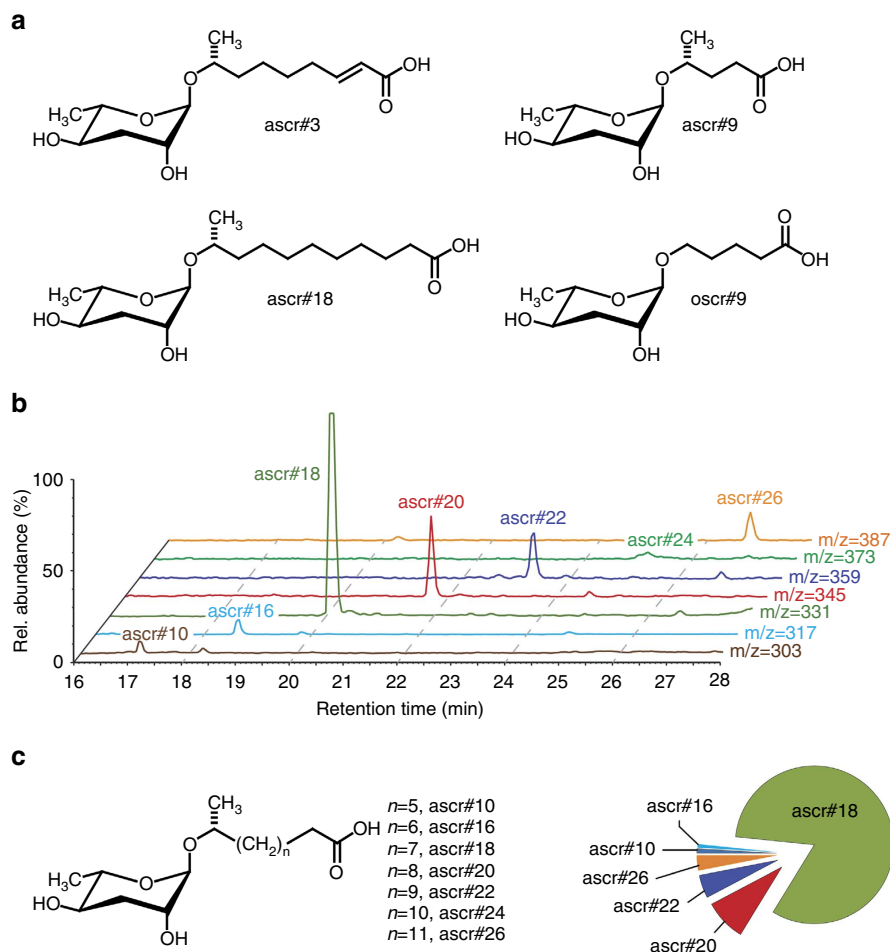 a
CH₃
O
OH
O
H₃C
O
HO
OH
ascr#3
CH₃
O
OH
O
H₃C
O
HO
OH
ascr#9
CH₃
O
OH
O
H₃C
O
HO
OH
ascr#18
O
O
OH
H₃C
O
HO
OH
oscr#9
b
Rel. abundance (%)
100
50
0
ascr#18
ascr#20
ascr#22
ascr#24
ascr#26
ascr#16
ascr#10
m/z=387
m/z=373
m/z=359
m/z=345
m/z=331
m/z=317
m/z=303
16 17 18 19 20 21 22 23 24 25 26 27 28
Retention time (min)
c
CH₃
O
(CH₂)n
OH
O
H₃C
O
HO
OH
n=5, ascr#10
n=6, ascr#16
n=7, ascr#18
n=8, ascr#20
n=9, ascr#22
n=10, ascr#24
n=11, ascr#26
ascr#16
ascr#10
ascr#26
ascr#22
ascr#20
ascr#18